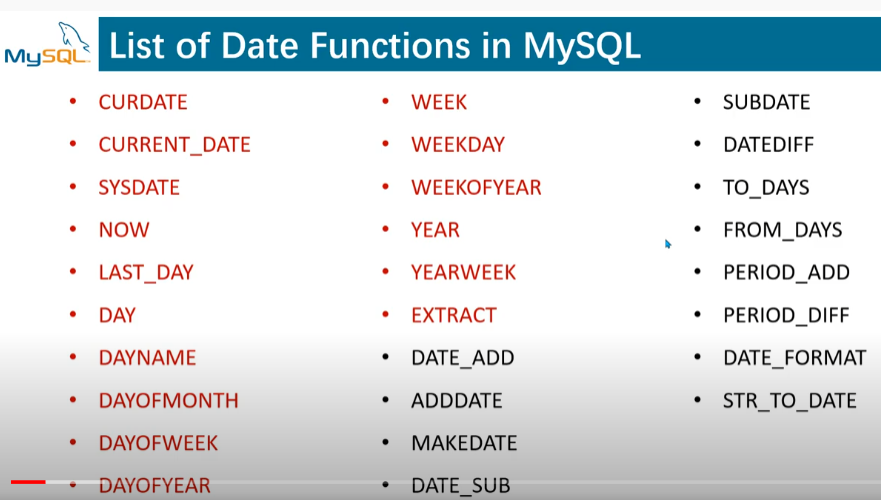 MySQL
List of Date Functions in MySQL
• CURDATE
• CURRENT_DATE
• SYSDATE
• NOW
• LAST_DAY
• DAY
• DAYNAME
• DAYOFMONTH
• DAYOFWEEK
• DAYOFYEAR
• WEEK
• WEEKDAY
• WEEKOFYEAR
• YEAR
• YEARWEEK
• EXTRACT
• DATE_ADD
• ADDDATE
• MAKEDATE
• DATE_SUB
• SUBDATE
• DATEDIFF
• TO_DAYS
• FROM_DAYS
• PERIOD_ADD
• PERIOD_DIFF
• DATE_FORMAT
• STR_TO_DATE